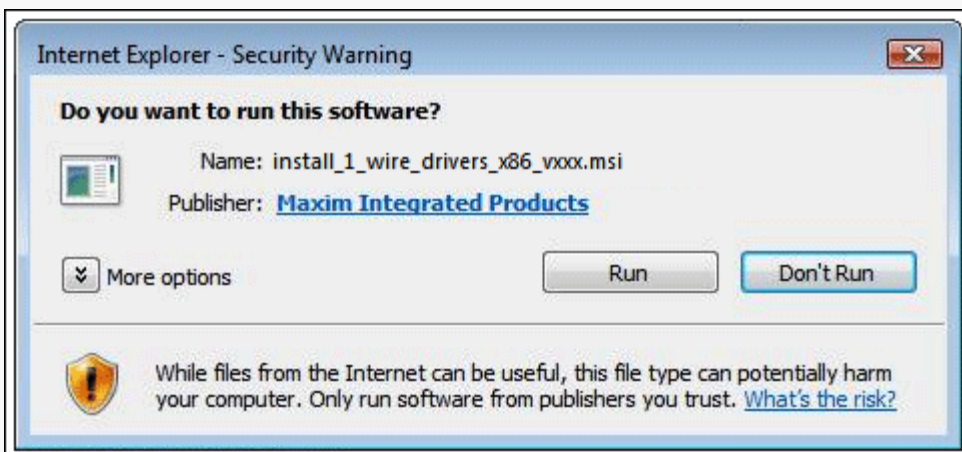 Internet Explorer - Security Warning
Do you want to run this software?
Name: install_1_wire_drivers_x86_vxxx.msi
Publisher: Maxim Integrated Products
More options
Run
Don't Run
While files from the Internet can be useful, this file type can potentially harm
your computer. Only run software from publishers you trust. What's the risk?